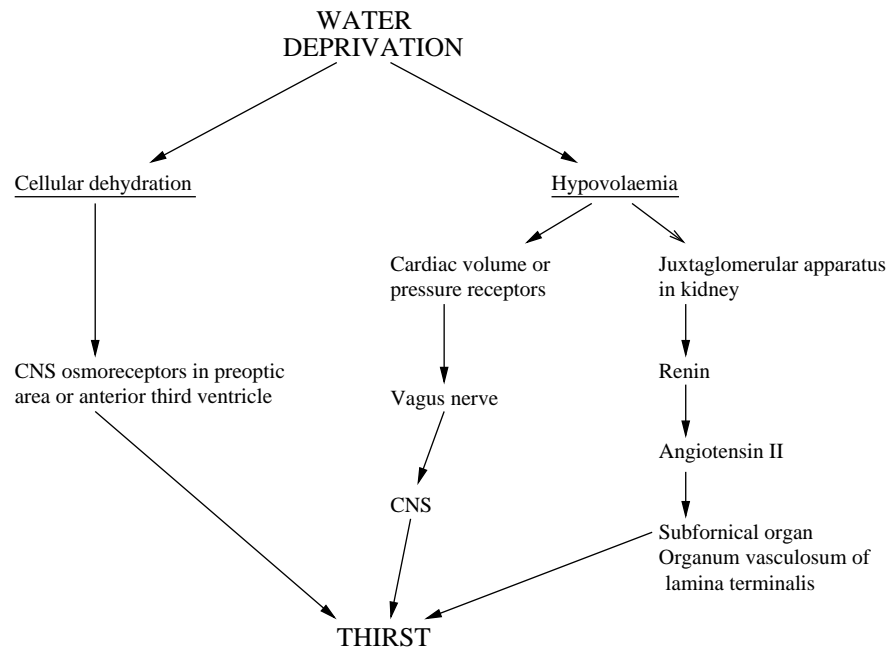 WATER
DEPRIVATION
Cellular dehydration
Hypovolaemia
Cardiac volume or
pressure receptors
Juxtaglomerular apparatus
in kidney
CNS osmoreceptors in preoptic
area or anterior third ventricle
Vagus nerve
Renin
Angiotensin II
CNS
Subfornical organ
Organum vasculosum of
lamina terminalis
THIRST